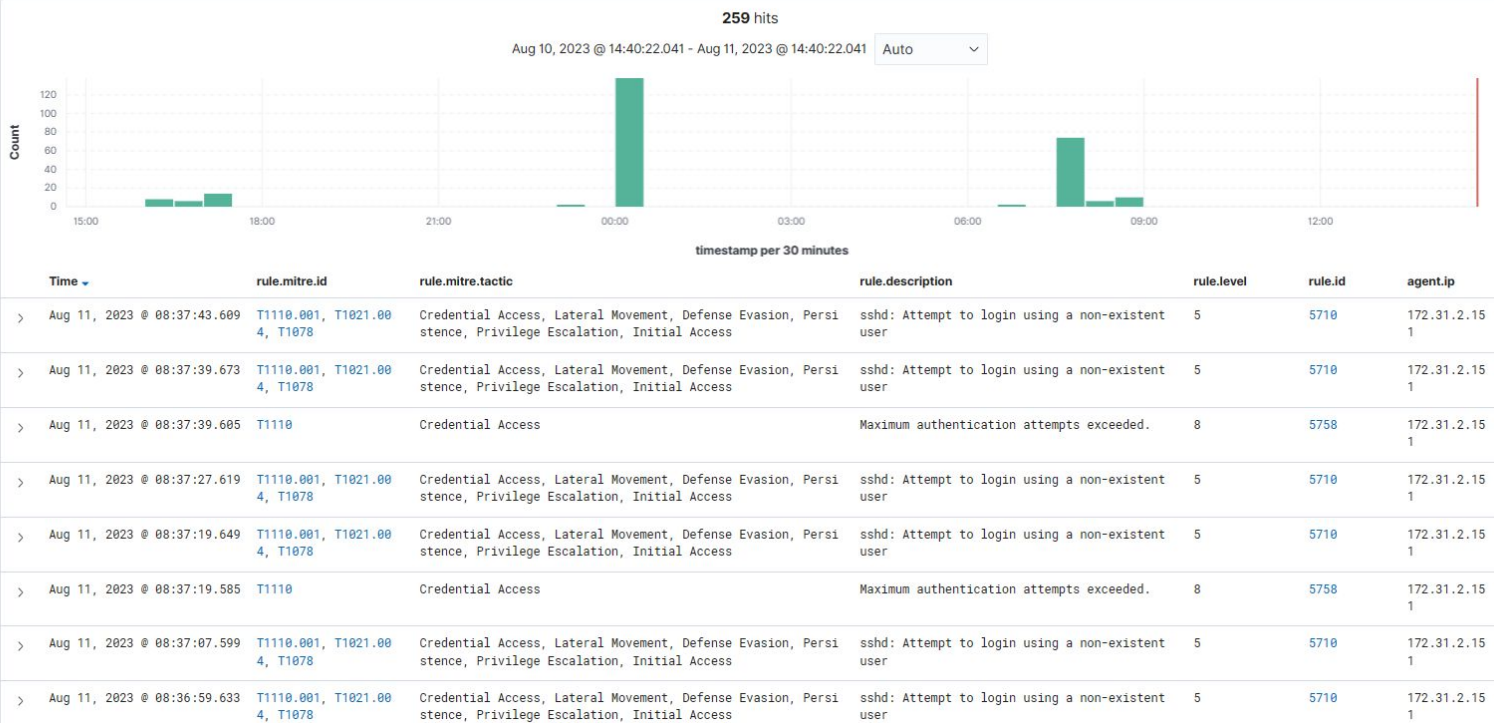 259 hits
Aug 10, 2023 @ 14:40:22.041 - Aug 11, 2023 @ 14:40:22.041 Auto
Count
120
100
80
60
40
20
0
15:00 18:00 21:00 00:00 03:00 06:00 09:00 12:00
timestamp per 30 minutes
Time rule.mitre.id rule.mitre.tactic rule.description rule.level rule.id agent.ip
Aug 11, 2023 @ 08:37:43.609 T1110.001, T1021.00 Credential Access, Lateral Movement, Defense Evasion, Persi sshd: Attempt to login using a non-existent 5 5710 172.31.2.15
4, T1078 stence, Privilege Escalation, Initial Access user 1
Aug 11, 2023 @ 08:37:39.673 T1110.001, T1021.00 Credential Access, Lateral Movement, Defense Evasion, Persi sshd: Attempt to login using a non-existent 5 5710 172.31.2.15
4, T1078 stence, Privilege Escalation, Initial Access user 1
Aug 11, 2023 @ 08:37:39.605 T1110 Credential Access Maximum authentication attempts exceeded. 8 5758 172.31.2.15
1
Aug 11, 2023 @ 08:37:27.619 T1110.001, T1021.00 Credential Access, Lateral Movement, Defense Evasion, Persi sshd: Attempt to login using a non-existent 5 5710 172.31.2.15
4, T1078 stence, Privilege Escalation, Initial Access user 1
Aug 11, 2023 @ 08:37:19.649 T1110.001, T1021.00 Credential Access, Lateral Movement, Defense Evasion, Persi sshd: Attempt to login using a non-existent 5 5710 172.31.2.15
4, T1078 stence, Privilege Escalation, Initial Access user 1
Aug 11, 2023 @ 08:37:19.585 T1110 Credential Access Maximum authentication attempts exceeded. 8 5758 172.31.2.15
1
Aug 11, 2023 @ 08:37:07.599 T1110.001, T1021.00 Credential Access, Lateral Movement, Defense Evasion, Persi sshd: Attempt to login using a non-existent 5 5710 172.31.2.15
4, T1078 stence, Privilege Escalation, Initial Access user 1
Aug 11, 2023 @ 08:36:59.633 T1110.001, T1021.00 Credential Access, Lateral Movement, Defense Evasion, Persi sshd: Attempt to login using a non-existent 5 5710 172.31.2.15
4, T1078 stence, Privilege Escalation, Initial Access user 1